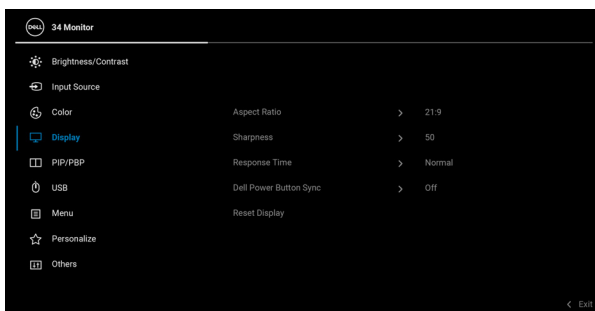 DELL 34 Monitor
Brightness/Contrast
Input Source
Color Aspect Ratio > 21:9
Display Sharpness > 50
PIP/PBP Response Time > Normal
USB Dell Power Button Sync > Off
Menu Reset Display
Personalize
Others
< Exit